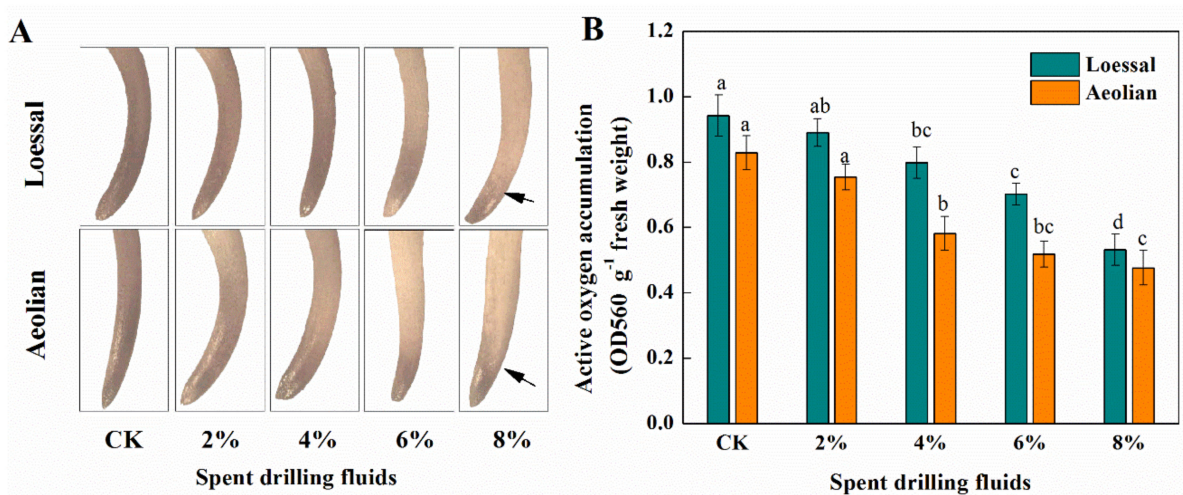 A
Loessal
Aeolian
CK 2% 4% 6% 8%
Spent drilling fluids
B
Active oxygen accumulation
(OD560 g-1 fresh weight)
1.2
1.0
0.8
0.6
0.4
0.2
0.0
Loessal
Aeolian
a a ab a bc b c bc d c
CK 2% 4% 6% 8%
Spent drilling fluids